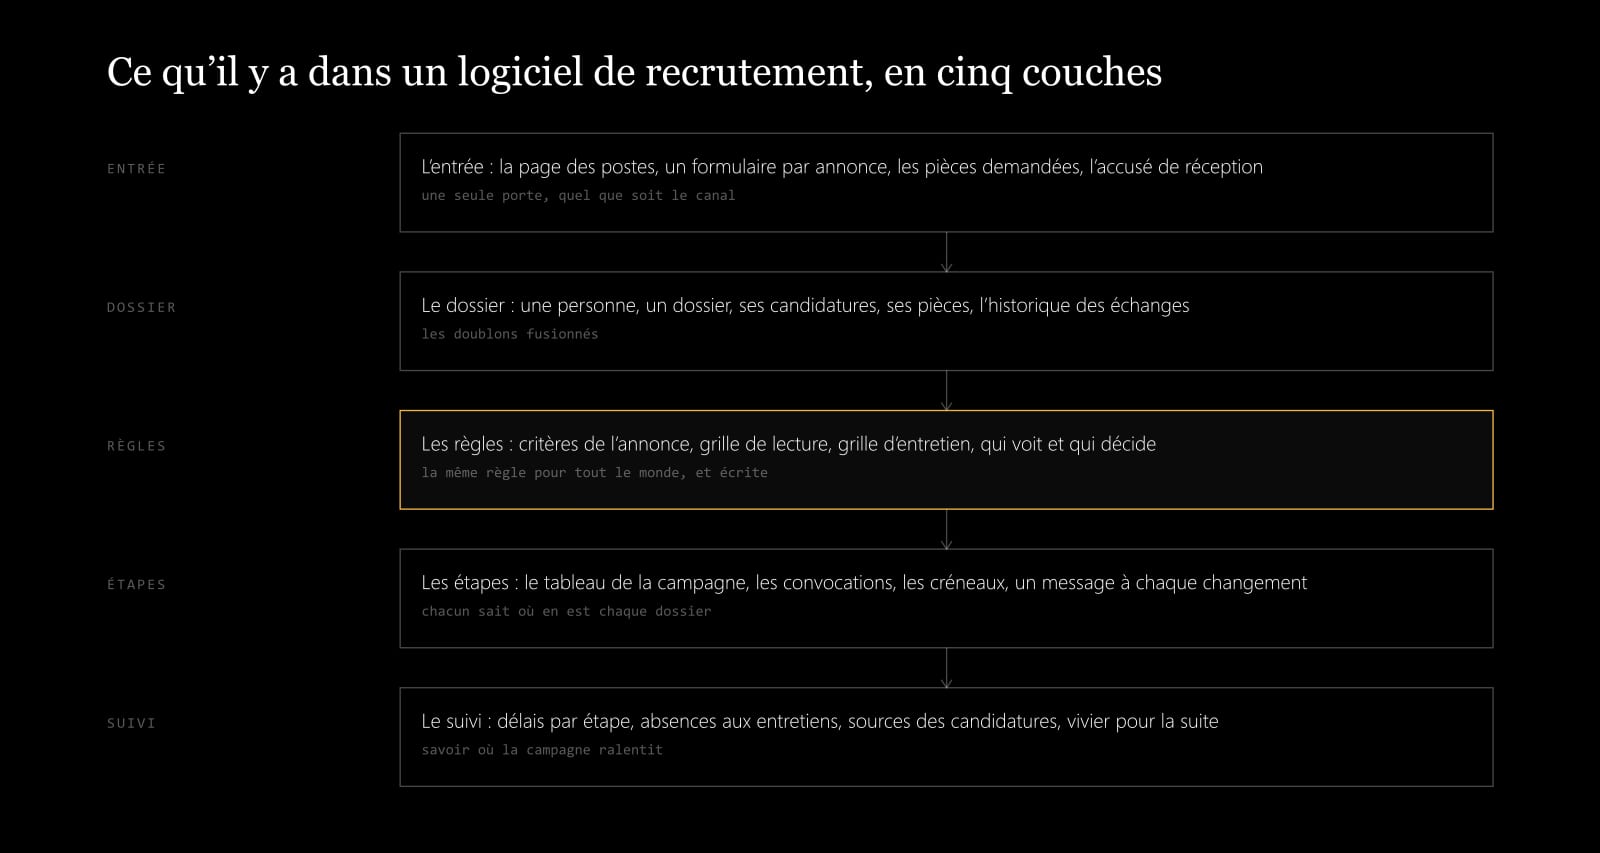 Ce qu’il y a dans un logiciel de recrutement, en cinq couches
ENTRÉE
L’entrée : la page des postes, un formulaire par annonce, les pièces demandées, l’accusé de réception
une seule porte, quel que soit le canal
DOSSIER
Le dossier : une personne, un dossier, ses candidatures, ses pièces, l’historique des échanges
les doublons fusionnés
RÈGLES
Les règles : critères de l’annonce, grille de lecture, grille d’entretien, qui voit et qui décide
la même règle pour tout le monde, et écrite
ÉTAPES
Les étapes : le tableau de la campagne, les convocations, les créneaux, un message à chaque changement
chacun sait où en est chaque dossier
SUIVI
Le suivi : délais par étape, absences aux entretiens, sources des candidatures, vivier pour la suite
savoir où la campagne ralentit